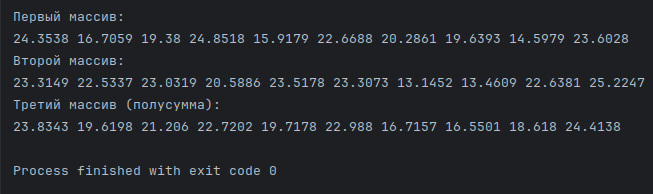 Первый массив:
24.3538 16.7059 19.38 24.8518 15.9179 22.6688 20.2861 19.6393 14.5979 23.6028
Второй массив:
23.3149 22.5337 23.0319 20.5886 23.5178 23.3073 13.1452 13.4609 22.6381 25.2247
Третий массив (полусумма):
23.8343 19.6198 21.206 22.7202 19.7178 22.988 16.7157 16.5501 18.618 24.4138
Process finished with exit code 0